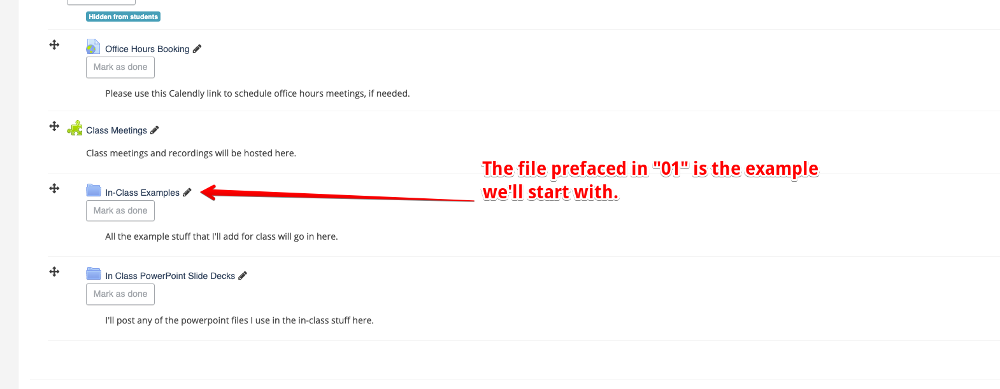 Hidden from students
Office Hours Booking
Mark as done
Please use this Calendly link to schedule office hours meetings, if needed.
Class Meetings
Class meetings and recordings will be hosted here.
The file prefaced in "01" is the example
we'll start with.
In-Class Examples
Mark as done
All the example stuff that I'll add for class will go in here.
In Class PowerPoint Slide Decks
Mark as done
I'll post any of the powerpoint files I use in the in-class stuff here.